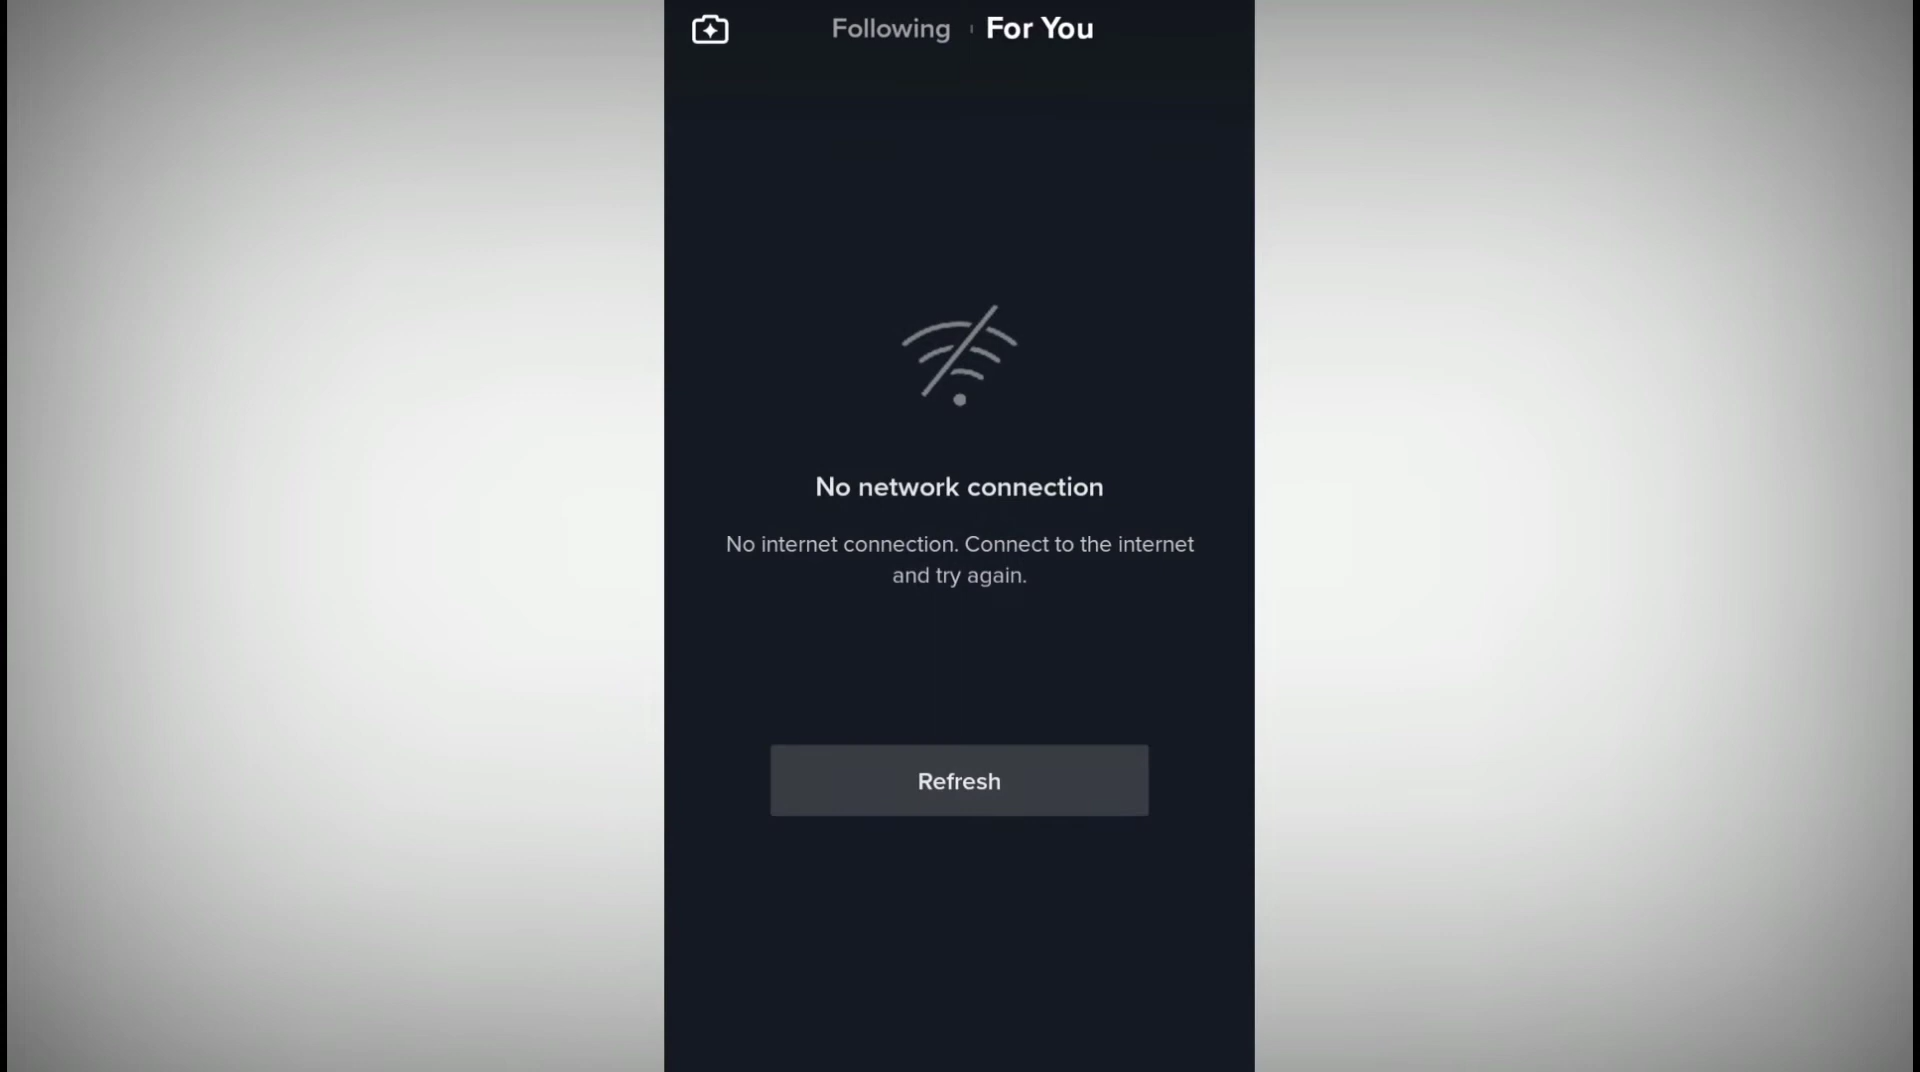 Following For You
No network connection
No internet connection. Connect to the internet
and try again.
Refresh